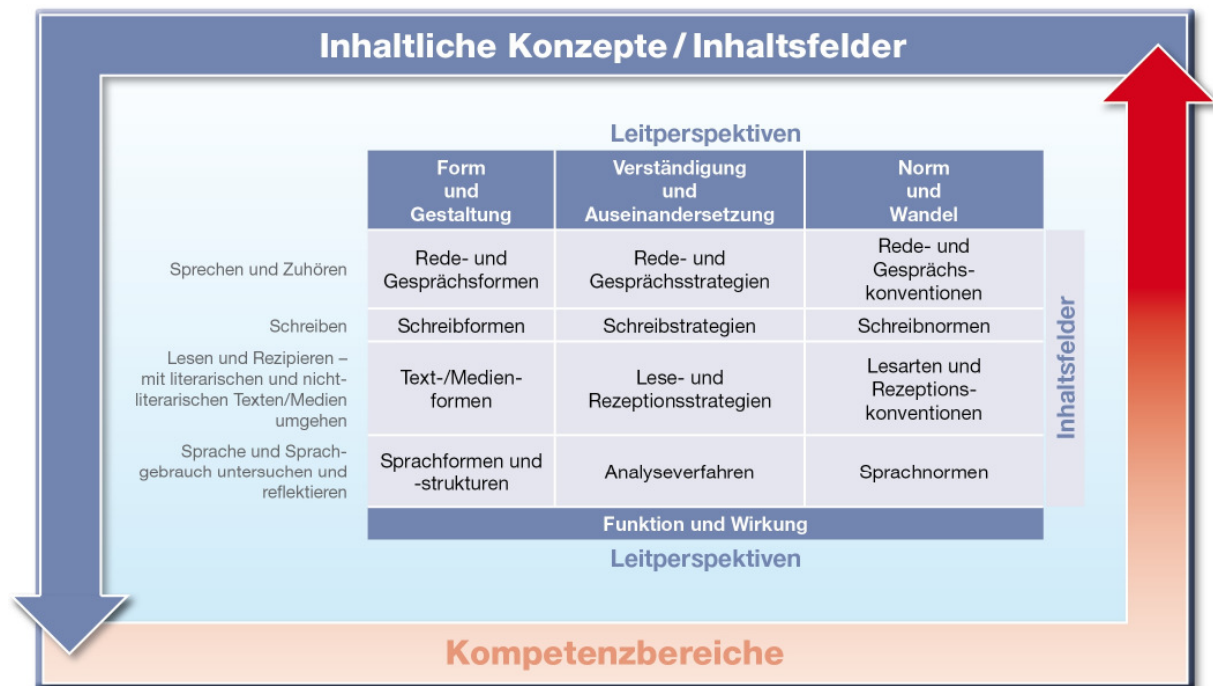 Inhaltliche Konzepte / Inhaltsfelder
Leitperspektiven
Form
und
Gestaltung
Verständigung
und
Auseinandersetzung
Norm
und
Wandel
Sprechen und Zuhören
Rede- und
Gesprächsformen
Rede- und
Gesprächsstrategien
Rede- und
Gesprächs-
konventionen
Schreiben
Schreibformen
Schreibstrategien
Schreibnormen
Lesen und Rezipieren –
mit literarischen und nicht-
literarischen Texten/Medien
umgehen
Text-/Medien-
formen
Lese- und
Rezeptionsstrategien
Lesarten und
Rezeptions-
konventionen
Sprache und Sprach-
gebrauch untersuchen und
reflektieren
Sprachformen und
-strukturen
Analyseverfahren
Sprachnormen
Inhaltsfelder
Funktion und Wirkung
Leitperspektiven
Kompetenzbereiche